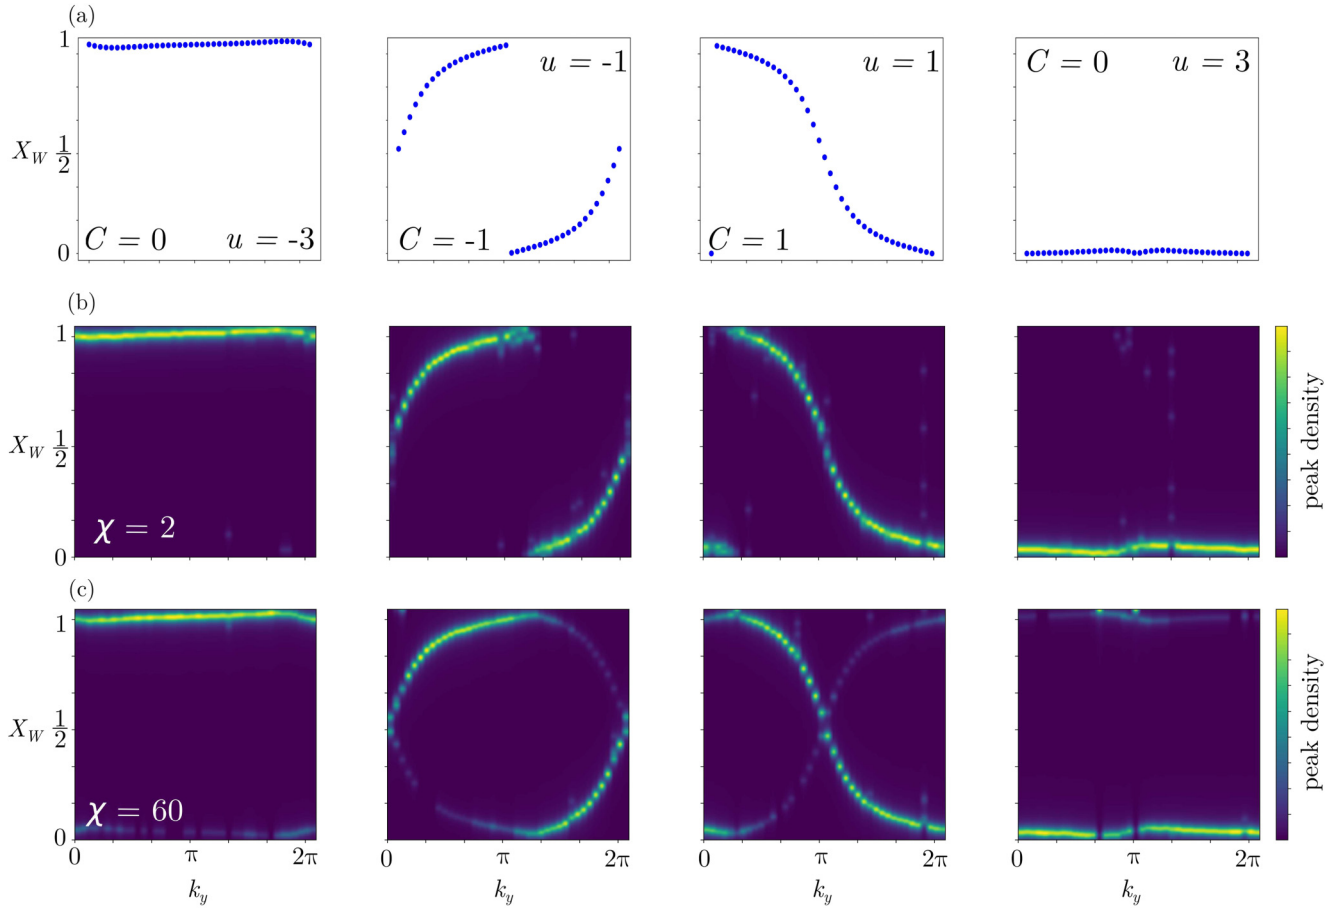 (a)
1
X_W 1/2
0
C = 0 u = -3
u = -1
C = -1
u = 1
C = 1
C = 0 u = 3
(b)
1
X_W 1/2
0
χ = 2
peak density
(c)
1
X_W 1/2
0
χ = 60
peak density
0 π 2π
k_y
0 π 2π
k_y
0 π 2π
k_y
0 π 2π
k_y